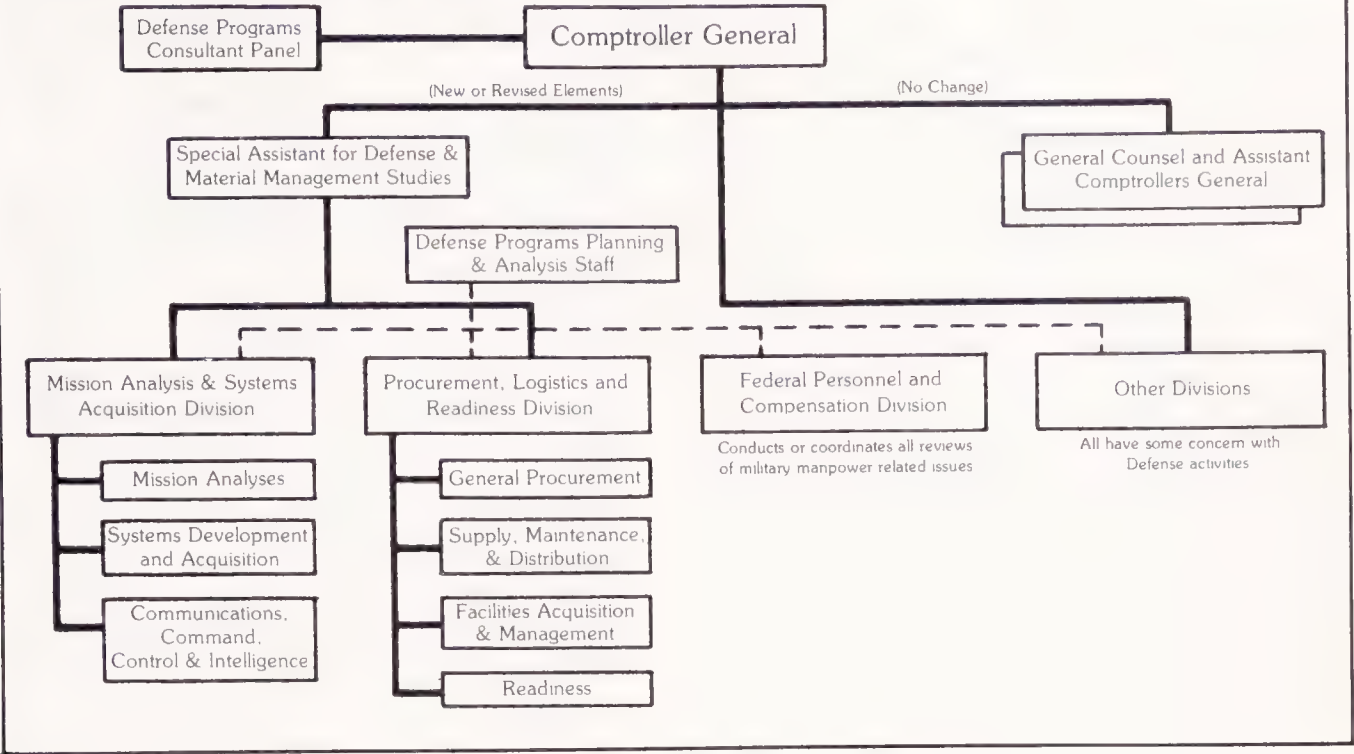 Defense Programs
Consultant Panel
Comptroller General
(New or Revised Elements)
(No Change)
Special Assistant for Defense &
Material Management Studies
General Counsel and Assistant
Comptrollers General
Defense Programs Planning
& Analysis Staff
Mission Analysis & Systems
Acquisition Division
Procurement, Logistics and
Readiness Division
Federal Personnel and
Compensation Division
Other Divisions
Conducts or coordinates all reviews
of military manpower related issues
All have some concern with
Defense activities
Mission Analyses
Systems Development
and Acquisition
Communications,
Command,
Control & Intelligence
General Procurement
Supply, Maintenance,
& Distribution
Facilities Acquisition
& Management
Readiness